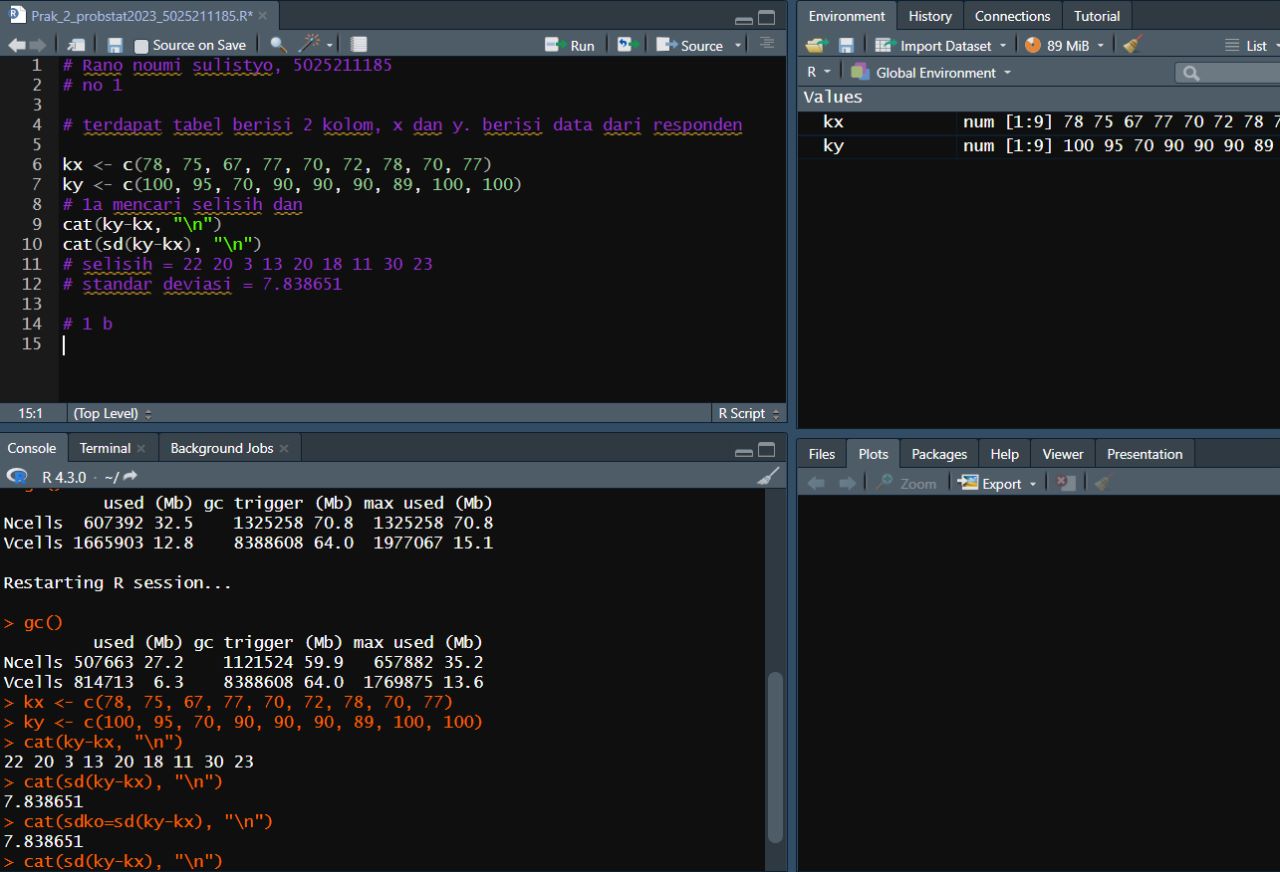 Prak_2_probstat2023_5025211185.R*
Source on Save
Run
Source
1 # Rano noumi sulistyo, 5025211185
2 # no 1
3
4 # terdapat tabel berisi 2 kolom, x dan y. berisi data dari responden
5
6 kx <- c(78, 75, 67, 77, 70, 72, 78, 70, 77)
7 ky <- c(100, 95, 70, 90, 90, 90, 89, 100, 100)
8 # 1a mencari selisih dan
9 cat(ky-kx, "\n")
10 cat(sd(ky-kx), "\n")
11 # selisih = 22 20 3 13 20 18 11 30 23
12 # standar deviasi = 7.838651
13
14 # 1 b
15
15:1 (Top Level) R Script
Console Terminal Background Jobs
R 4.3.0 · ~/
used (Mb) gc trigger (Mb) max used (Mb)
Ncells 607392 32.5 1325258 70.8 1325258 70.8
Vcells 1665903 12.8 8388608 64.0 1977067 15.1
Restarting R session...
> gc()
used (Mb) gc trigger (Mb) max used (Mb)
Ncells 507663 27.2 1121524 59.9 657882 35.2
Vcells 814713 6.3 8388608 64.0 1769875 13.6
> kx <- c(78, 75, 67, 77, 70, 72, 78, 70, 77)
> ky <- c(100, 95, 70, 90, 90, 90, 89, 100, 100)
> cat(ky-kx, "\n")
22 20 3 13 20 18 11 30 23
> cat(sd(ky-kx), "\n")
7.838651
> cat(sdko=sd(ky-kx), "\n")
7.838651
> cat(sd(ky-kx), "\n")
Environment History Connections Tutorial
Import Dataset 89 MiB List
R Global Environment
Values
kx num [1:9] 78 75 67 77 70 72 78 7
ky num [1:9] 100 95 70 90 90 90 89
Files Plots Packages Help Viewer Presentation
Zoom Export